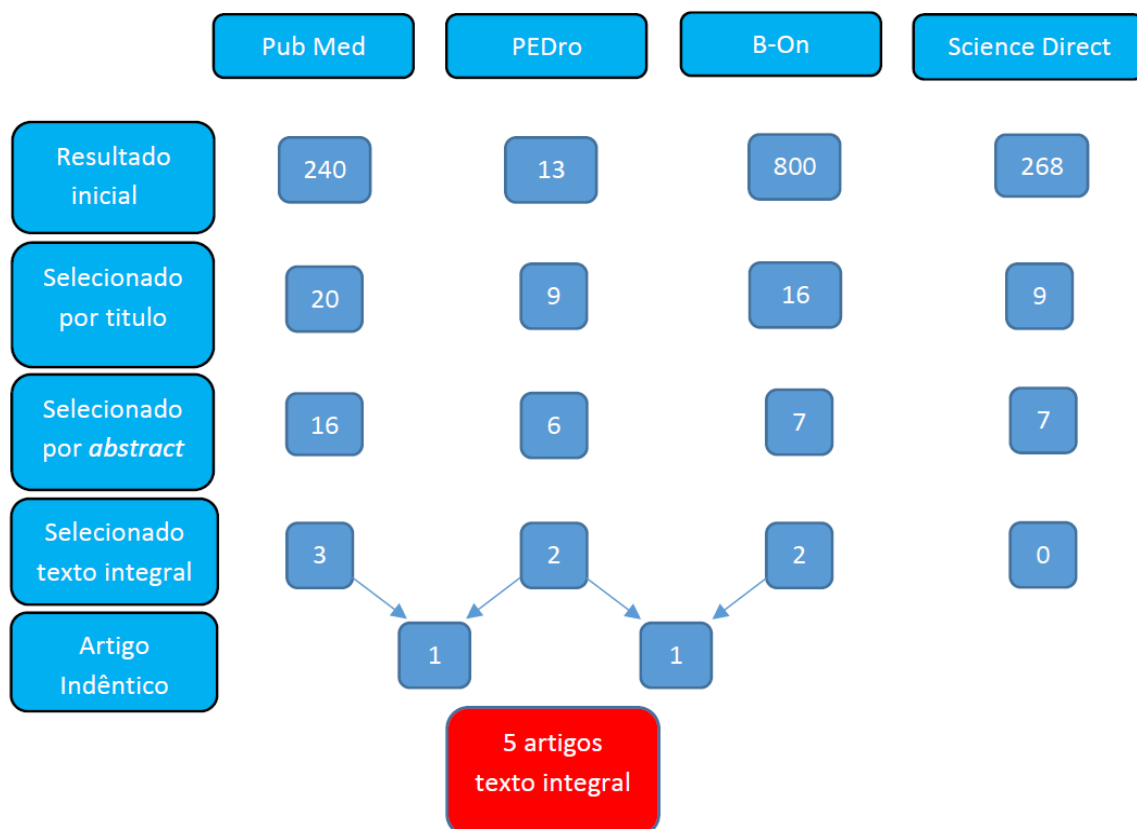 Pub Med
PEDro
B-On
Science Direct
Resultado
inicial
240
13
800
268
Selecionado
por titulo
20
9
16
9
Selecionado
por abstract
16
6
7
7
Selecionado
texto integral
3
2
2
0
Artigo
Indêntico
1
1
5 artigos
texto integral